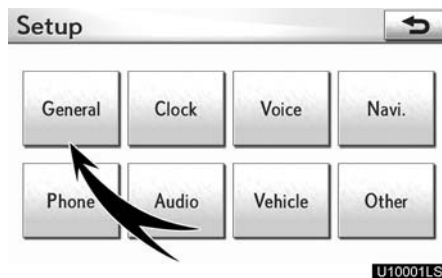 Setup
General Clock Voice Navi.
Phone Audio Vehicle Other
U10001LS